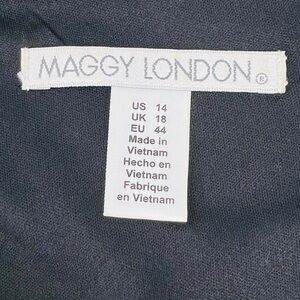 MAGGY LONDON®
US 14
UK 18
EU 44
Made in
Vietnam
Hecho en
Vietnam
Fabrique
en Vietnam